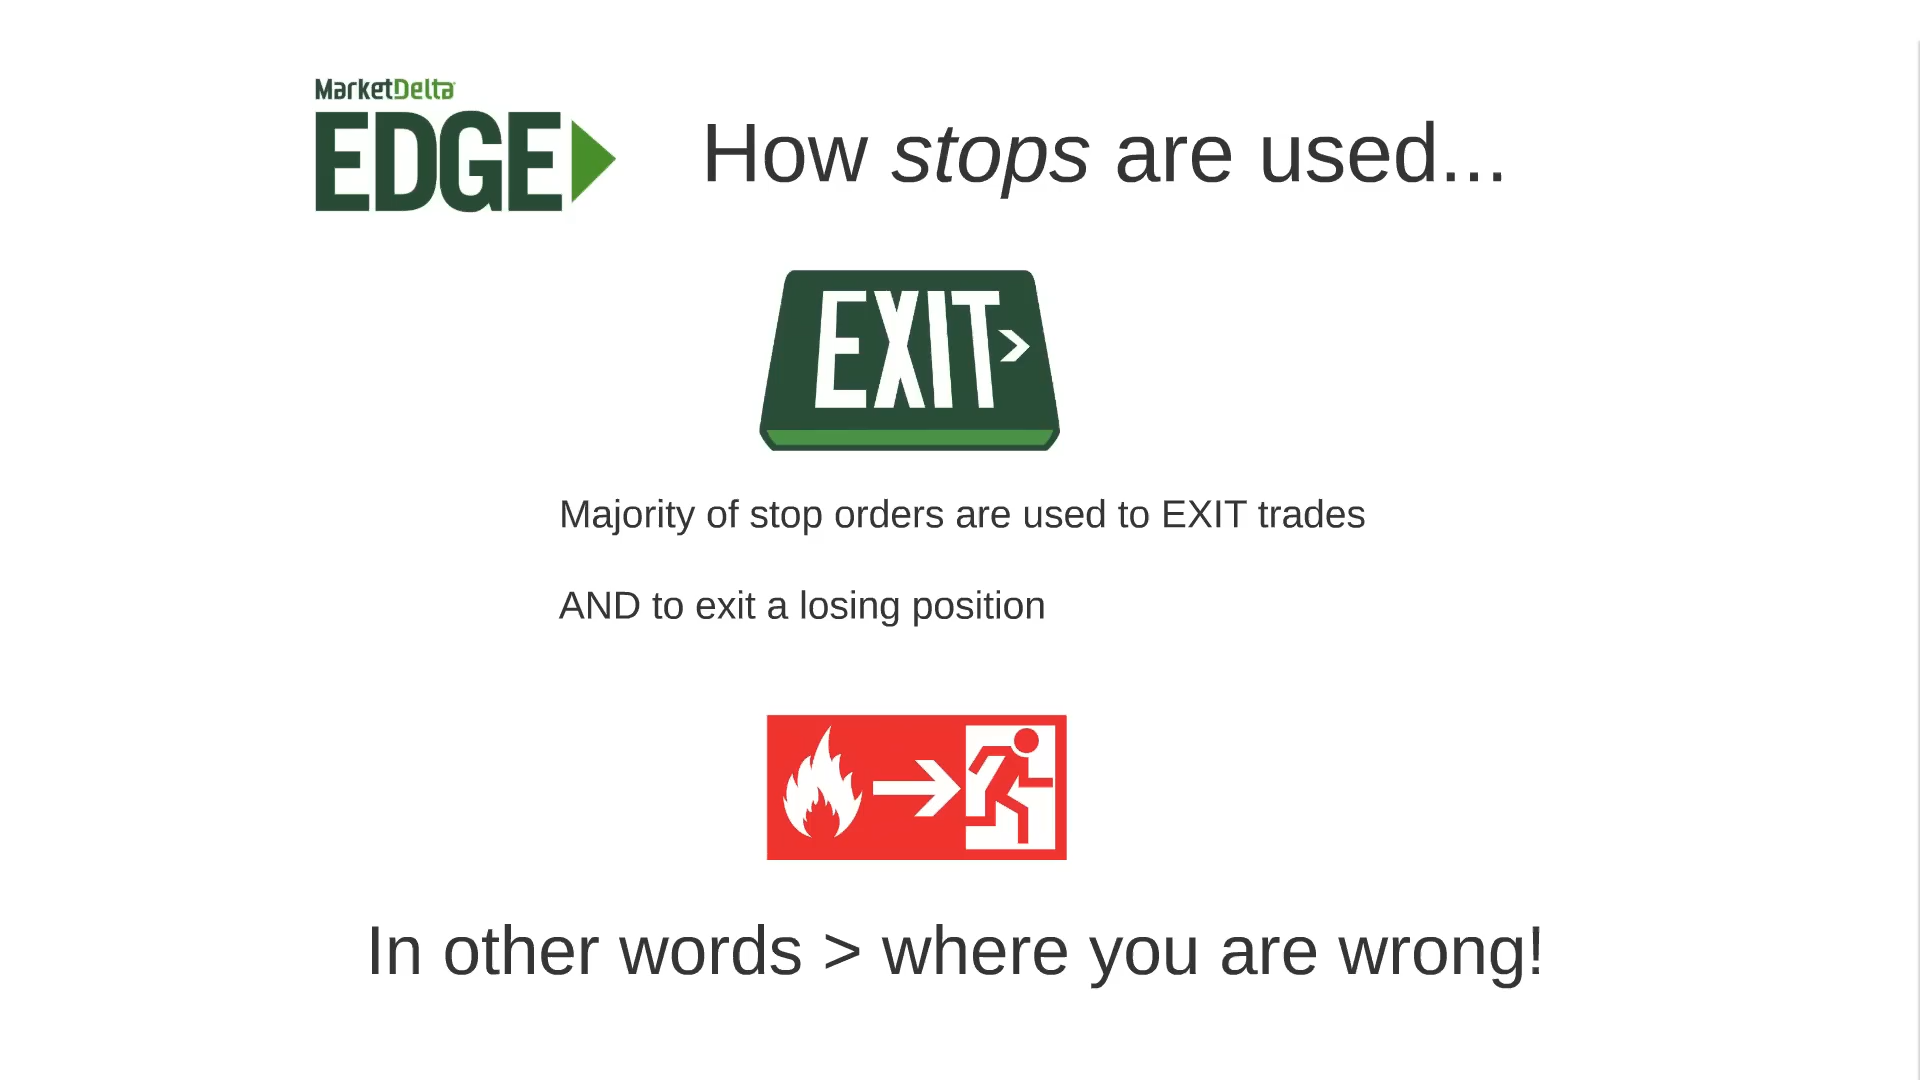 MarketDelta
EDGE
How stops are used...
EXIT
Majority of stop orders are used to EXIT trades
AND to exit a losing position
In other words > where you are wrong!